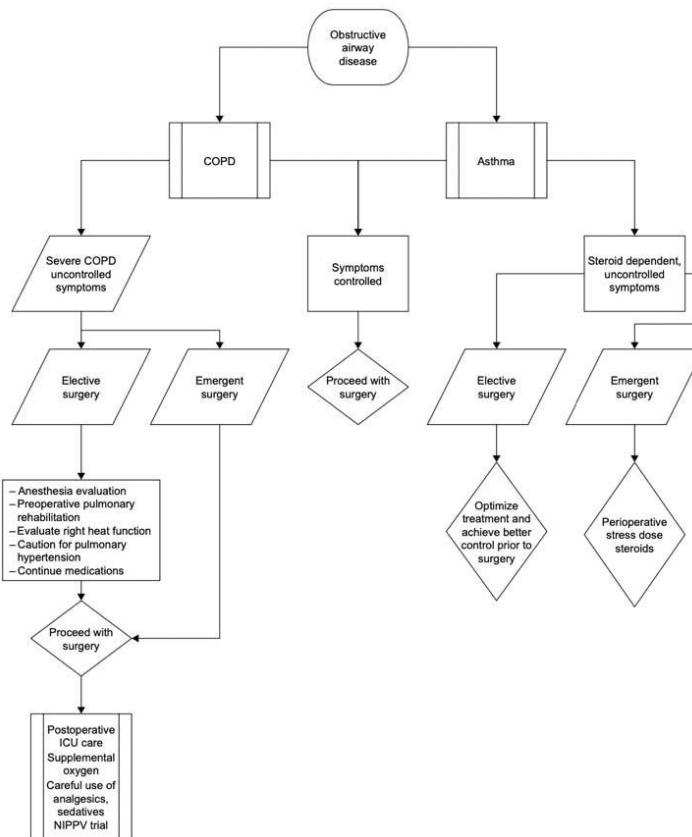 Obstructive
airway
disease
COPD
Asthma
Severe COPD
uncontrolled
symptoms
Symptoms
controlled
Steroid dependent,
uncontrolled
symptoms
Elective
surgery
Emergent
surgery
Proceed with
surgery
Elective
surgery
Emergent
surgery
– Anesthesia evaluation
– Preoperative pulmonary
rehabilitation
– Evaluate right heat function
– Caution for pulmonary
hypertension
– Continue medications
Optimize
treatment and
achieve better
control prior to
surgery
Perioperative
stress dose
steroids
Proceed with
surgery
Postoperative
ICU care
Supplemental
oxygen
Careful use of
analgesics,
sedatives
NIPPV trial